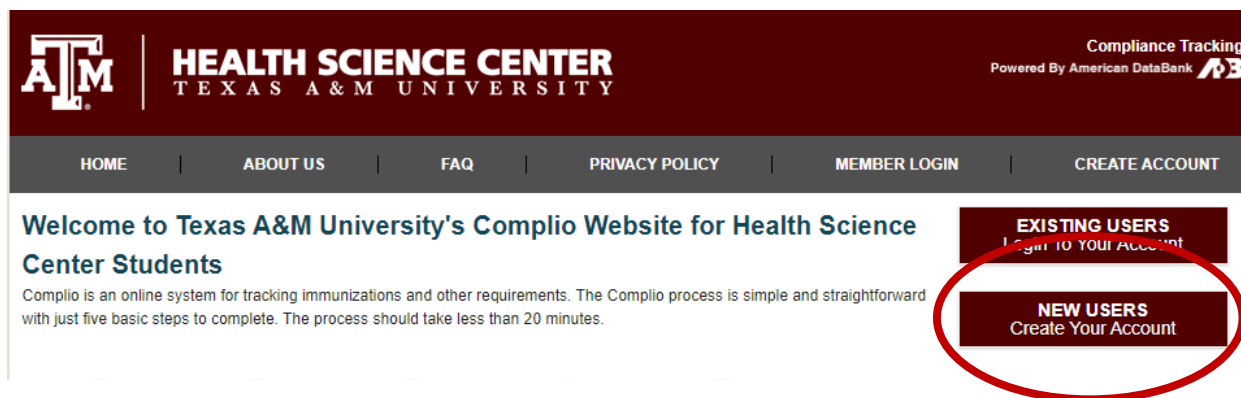 ĀM
HEALTH SCIENCE CENTER
TEXAS A&M UNIVERSITY
Compliance Tracking
Powered By American DataBank ADB
HOME
ABOUT US
FAQ
PRIVACY POLICY
MEMBER LOGIN
CREATE ACCOUNT
Welcome to Texas A&M University's Complio Website for Health Science
Center Students
Complio is an online system for tracking immunizations and other requirements. The Complio process is simple and straightforward
with just five basic steps to complete. The process should take less than 20 minutes.
EXISTING USERS
Login To Your Account
NEW USERS
Create Your Account